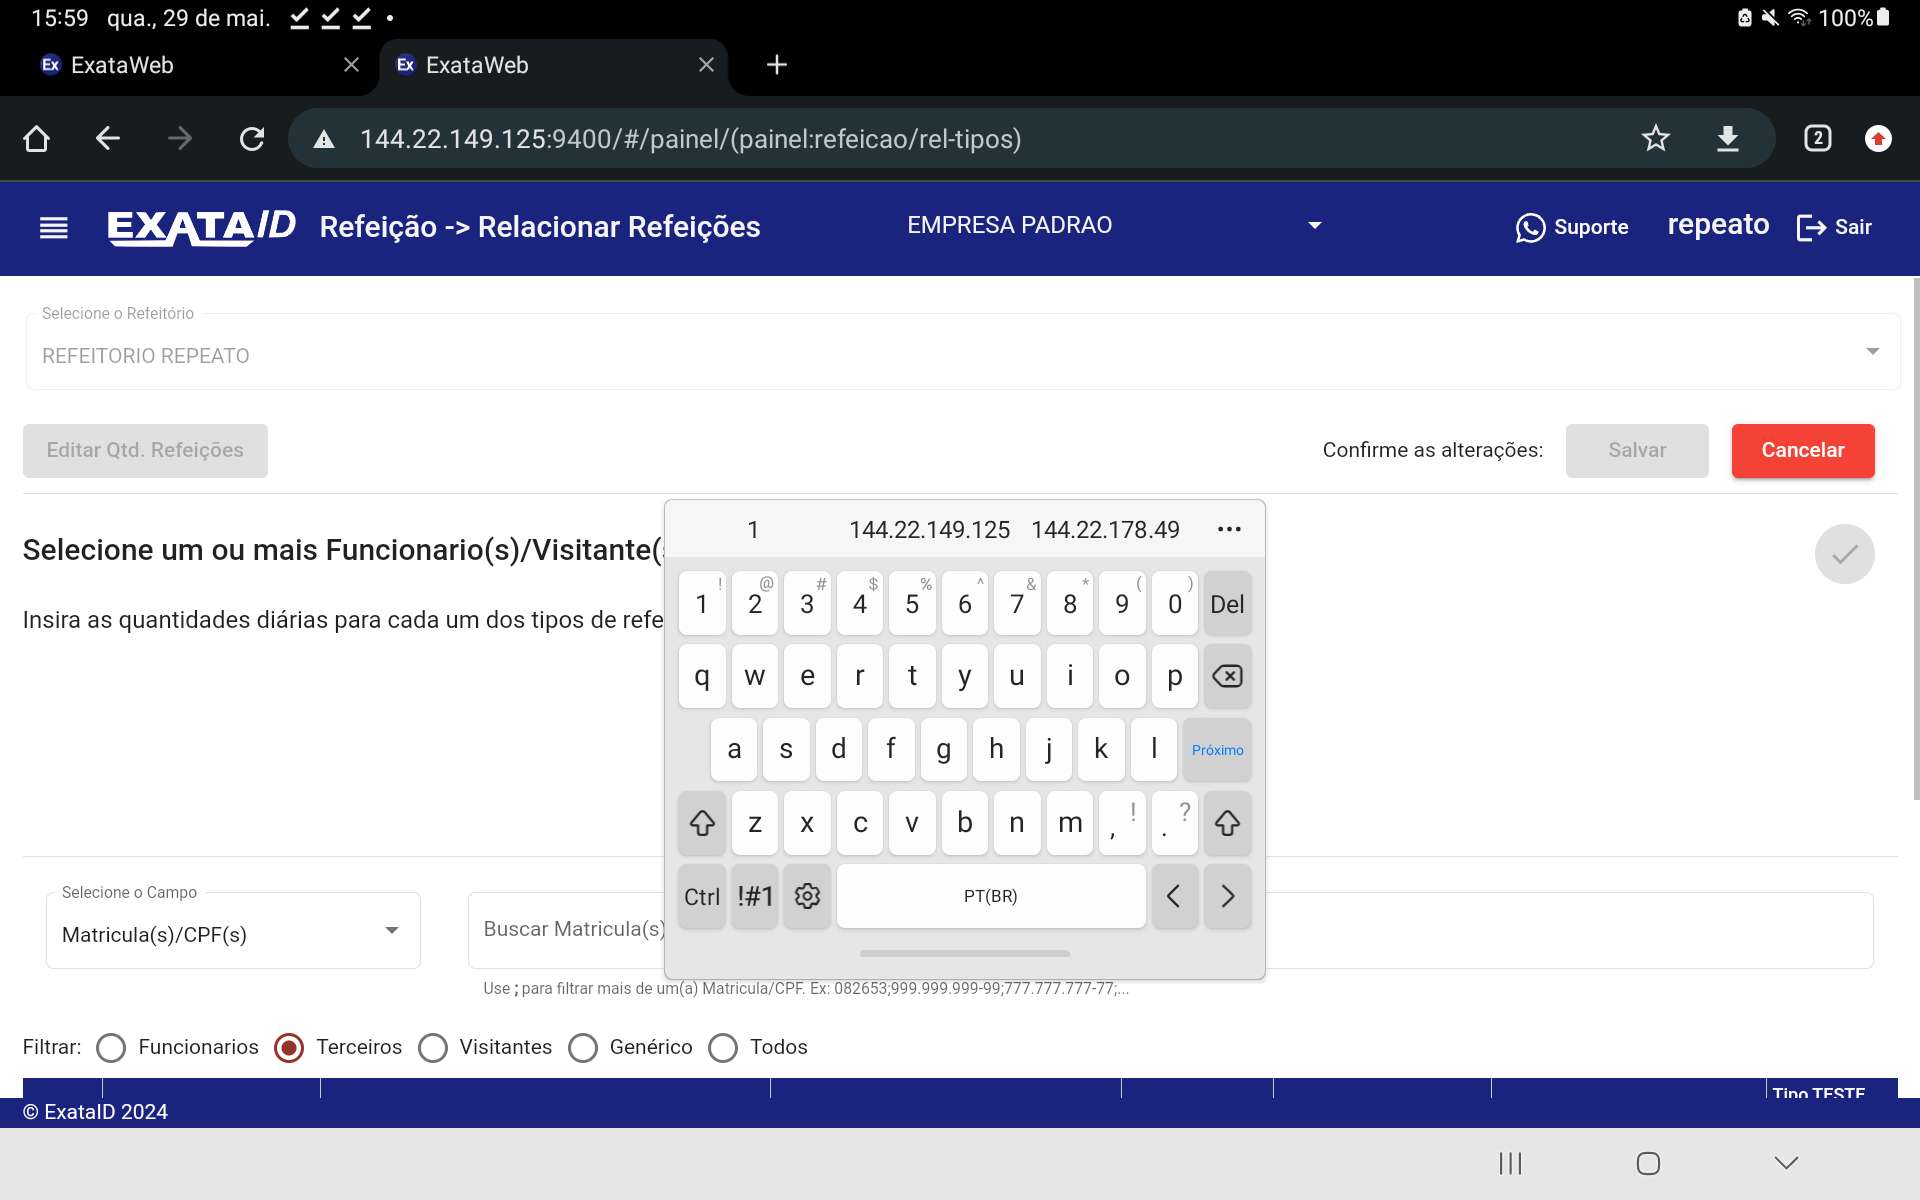 15:59 qua., 29 de mai. 100%
Ex ExataWeb Ex ExataWeb
144.22.149.125:9400/#/painel/(painel:refeicao/rel-tipos) 2
EXATAID Refeição -> Relacionar Refeições EMPRESA PADRAO Suporte repeato Sair
Selecione o Refeitório
REFEITORIO REPEATO
Editar Qtd. Refeições Confirme as alterações: Salvar Cancelar
Selecione um ou mais Funcionario(s)/Visitante(
Insira as quantidades diárias para cada um dos tipos de refe
1 144.22.149.125 144.22.178.49 •••
! @ # $ % ^ & * ( )
1 2 3 4 5 6 7 8 9 0 Del
q w e r t y u i o p
a s d f g h j k l Próximo
z x c v b n m , ! . ?
Ctrl !#1 PT(BR) < >
Selecione o Campo
Matricula(s)/CPF(s) Buscar Matricula(s)
Use ; para filtrar mais de um(a) Matricula/CPF. Ex: 082653;999.999.999-99;777.777.777-77;...
Filtrar: Funcionarios Terceiros Visitantes Genérico Todos
Tipo TESTE
© ExataID 2024